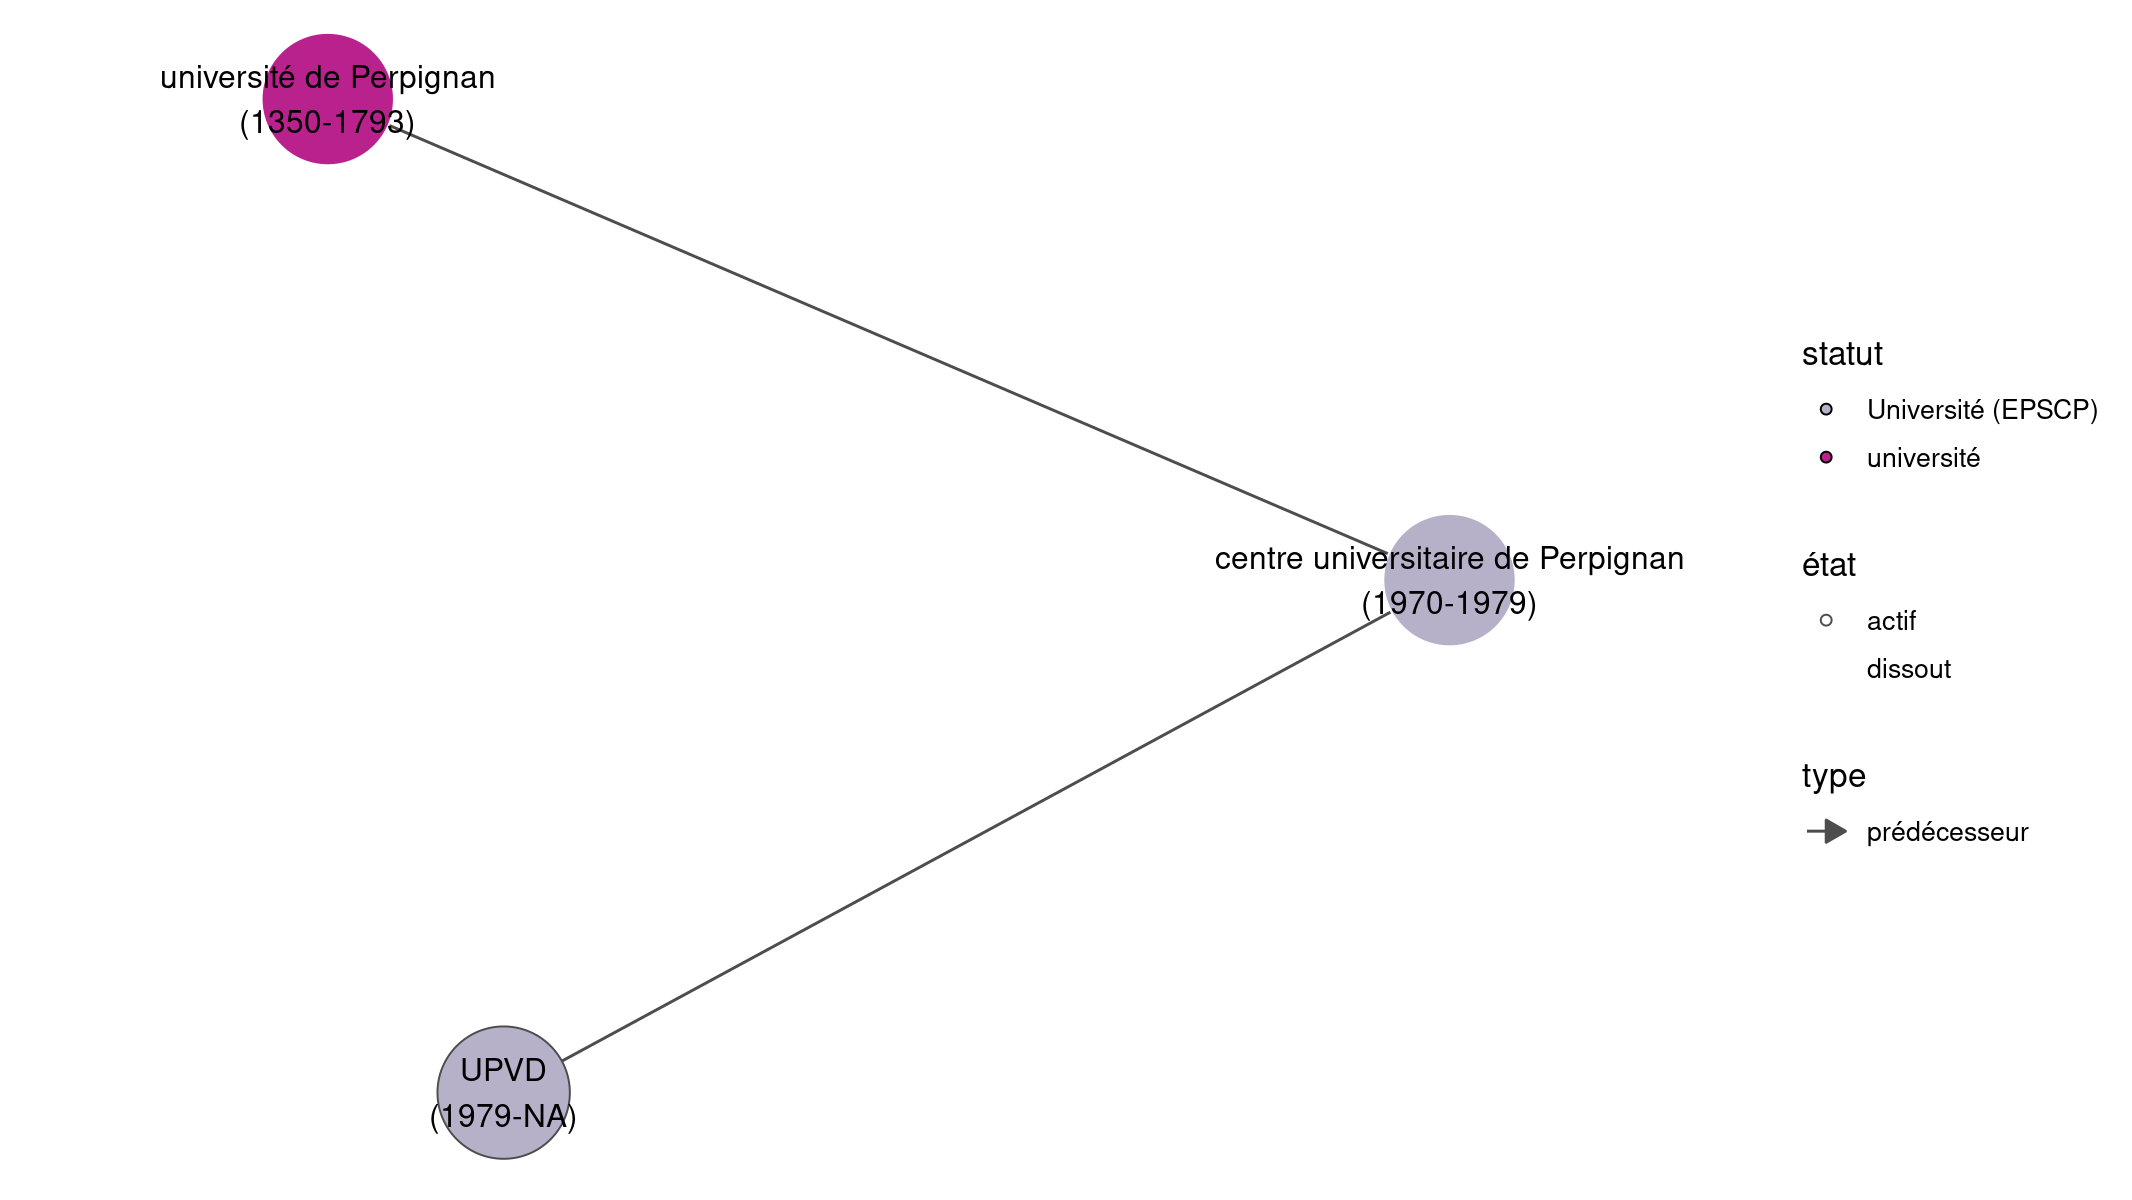 université de Perpignan
(1350-1793)
centre universitaire de Perpignan
(1970-1979)
UPVD
(1979-NA)
statut
Université (EPSCP)
université
état
actif
dissout
type
prédécesseur